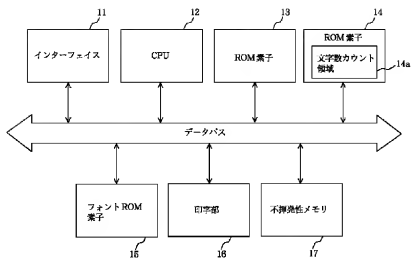 11
12
13
14
インターフェイス
CPU
ROM素子
ROM素子
文字数カウント
領域
14a
データバス
フォントROM
素子
印字部
不揮発性メモリ
15
16
17